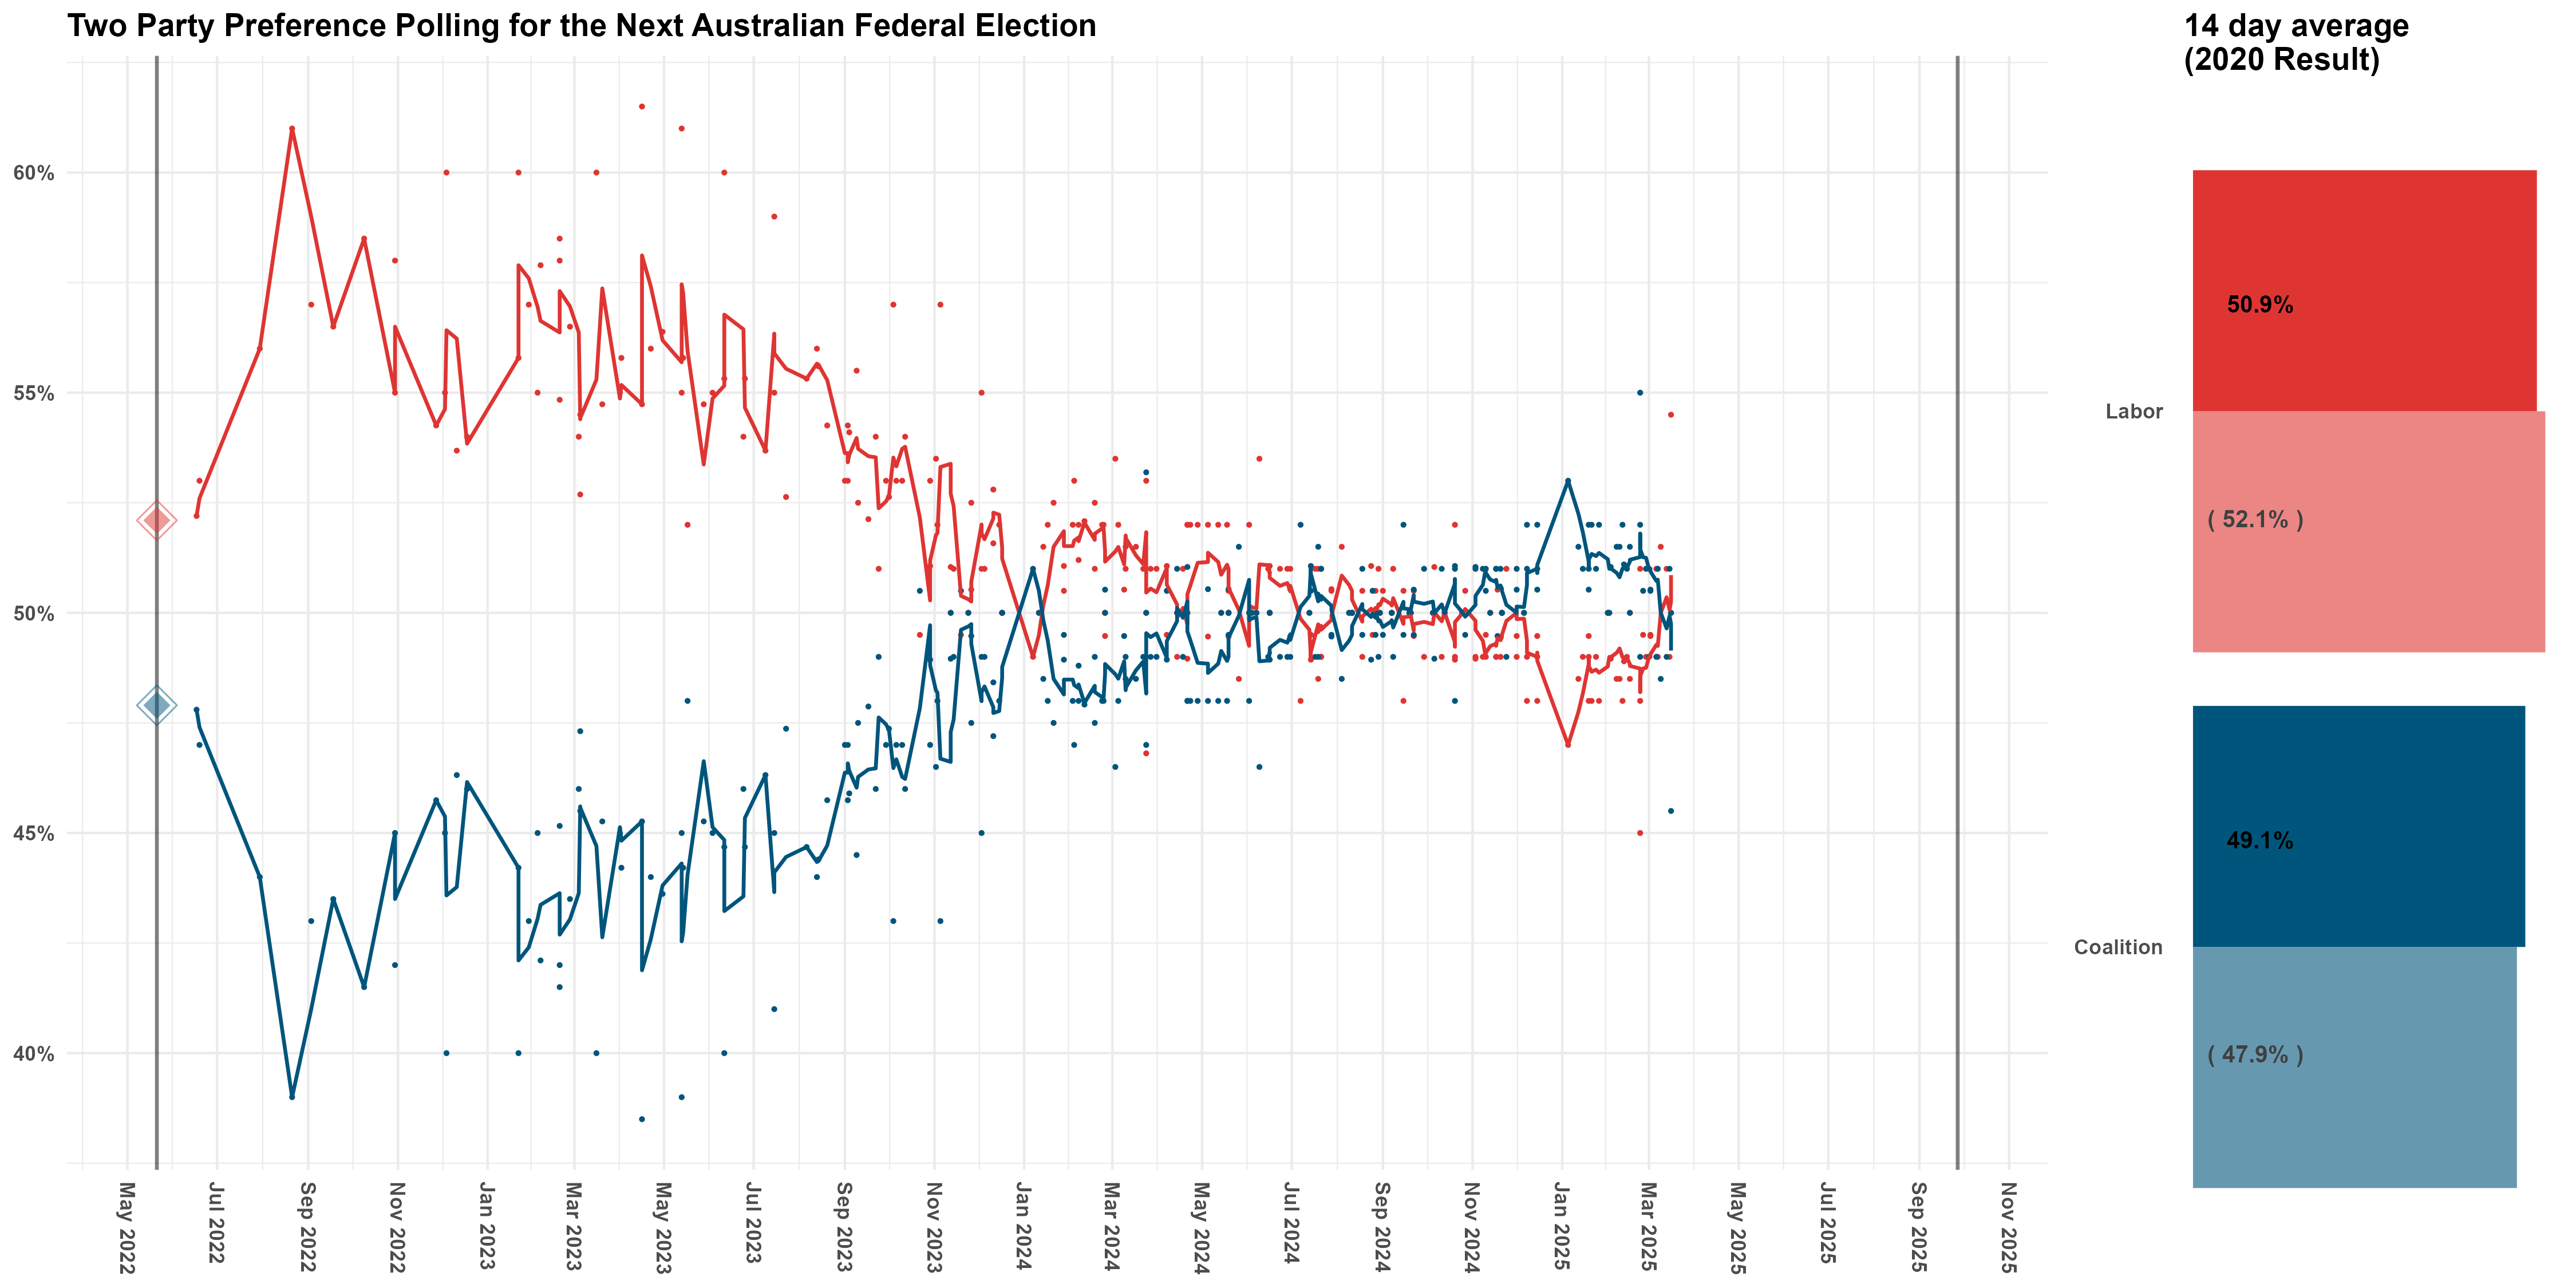 Two Party Preference Polling for the Next Australian Federal Election
14 day average
(2020 Result)
60%
55%
50%
45%
40%
May 2022
Jul 2022
Sep 2022
Nov 2022
Jan 2023
Mar 2023
May 2023
Jul 2023
Sep 2023
Nov 2023
Jan 2024
Mar 2024
May 2024
Jul 2024
Sep 2024
Nov 2024
Jan 2025
Mar 2025
May 2025
Jul 2025
Sep 2025
Nov 2025
Labor
50.9%
( 52.1% )
Coalition
49.1%
( 47.9% )